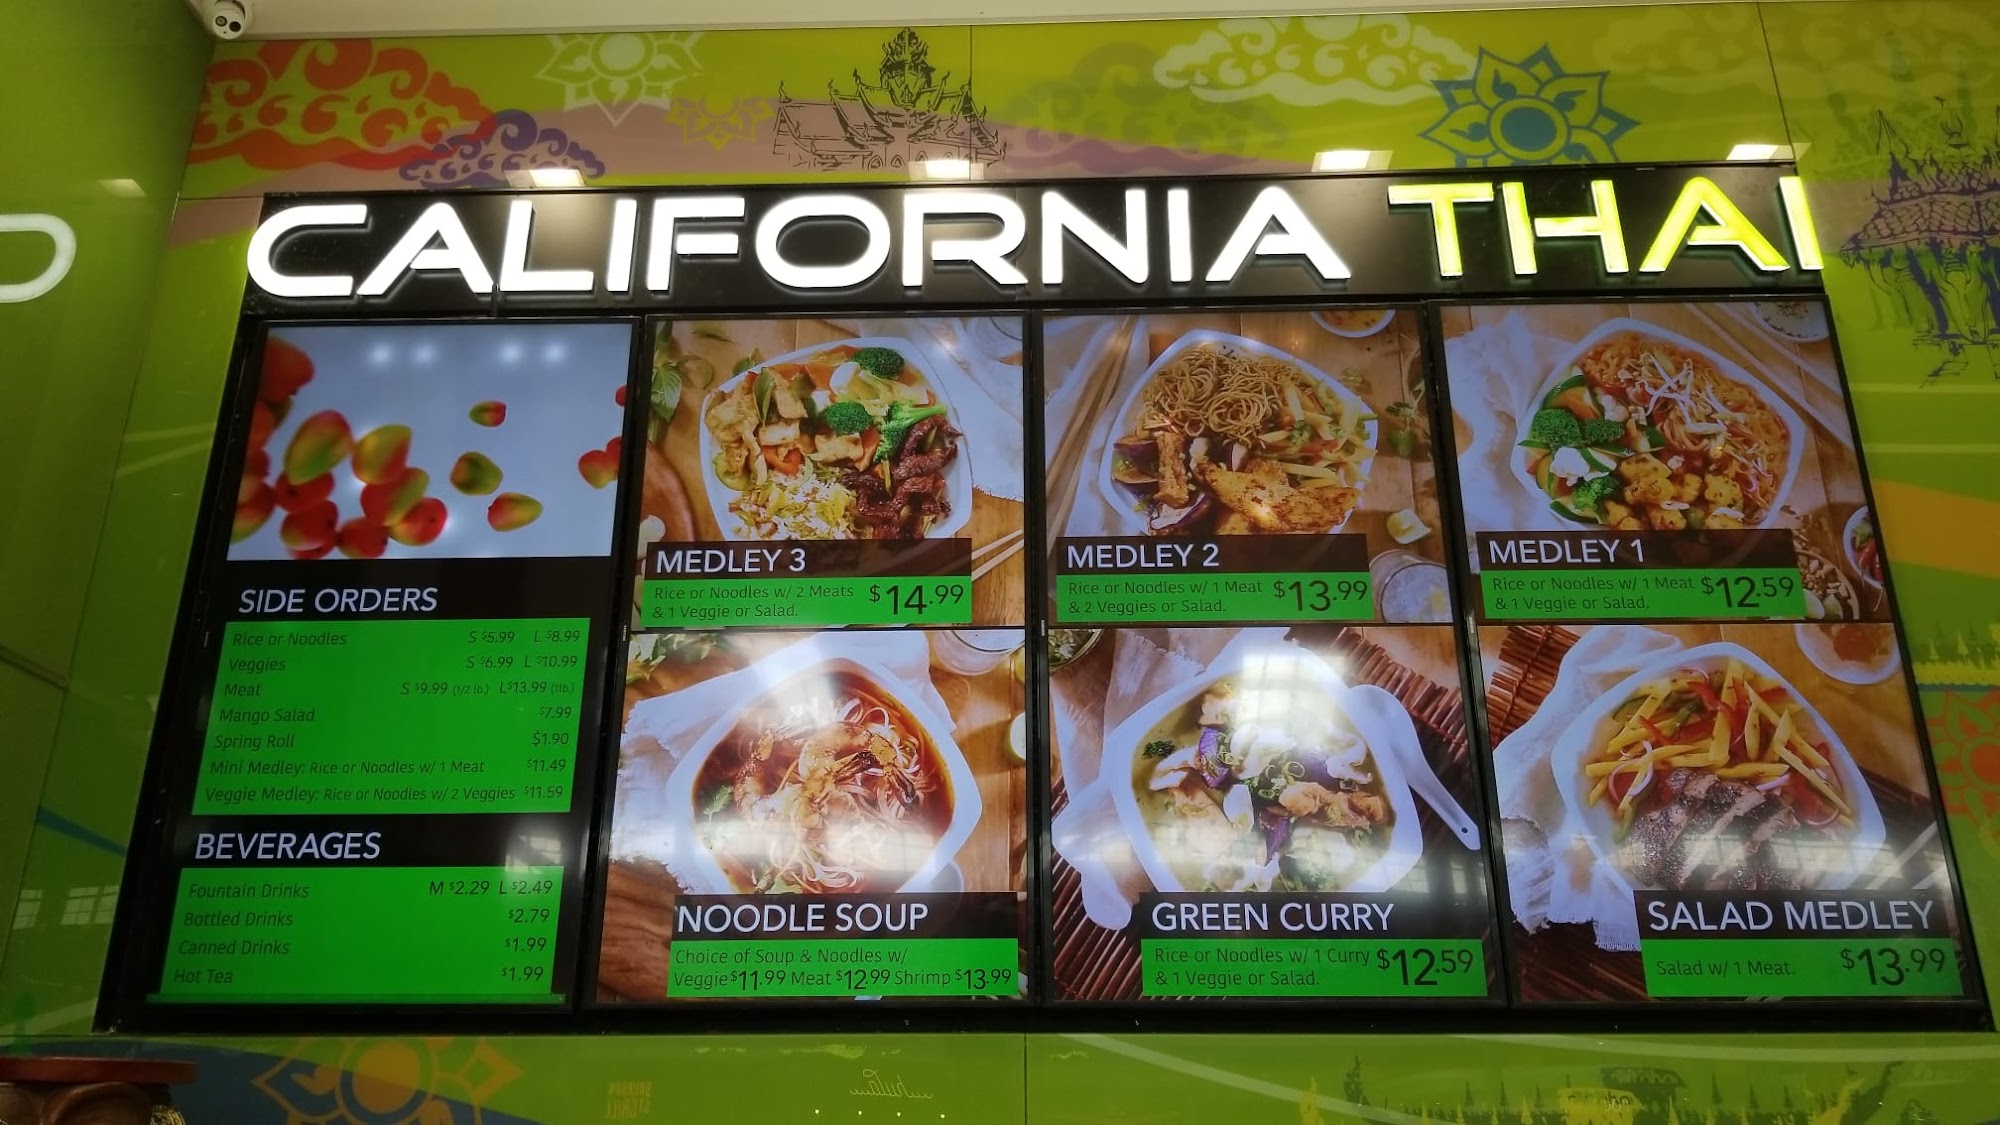 CALIFORNIA THAI
SIDE ORDERS
Rice or Noodles S $5.99 L $8.99
Veggies S $6.99 L $10.99
Meat S $9.99 (1/2 lb.) L $13.99 (1lb.)
Mango Salad $7.99
Spring Roll $1.90
Mini Medley: Rice or Noodles w/ 1 Meat $11.49
Veggie Medley: Rice or Noodles w/ 2 Veggies $11.59
BEVERAGES
Fountain Drinks M $2.29 L $2.49
Bottled Drinks $2.79
Canned Drinks $1.99
Hot Tea $1.99
MEDLEY 3
Rice or Noodles w/ 2 Meats
& 1 Veggie or Salad.
$14.99
MEDLEY 2
Rice or Noodles w/ 1 Meat
& 2 Veggies or Salad.
$13.99
MEDLEY 1
Rice or Noodles w/ 1 Meat
& 1 Veggie or Salad.
$12.59
NOODLE SOUP
Choice of Soup & Noodles w/
Veggie $11.99 Meat $12.99 Shrimp $13.99
GREEN CURRY
Rice or Noodles w/ 1 Curry
& 1 Veggie or Salad.
$12.59
SALAD MEDLEY
Salad w/ 1 Meat.
$13.99